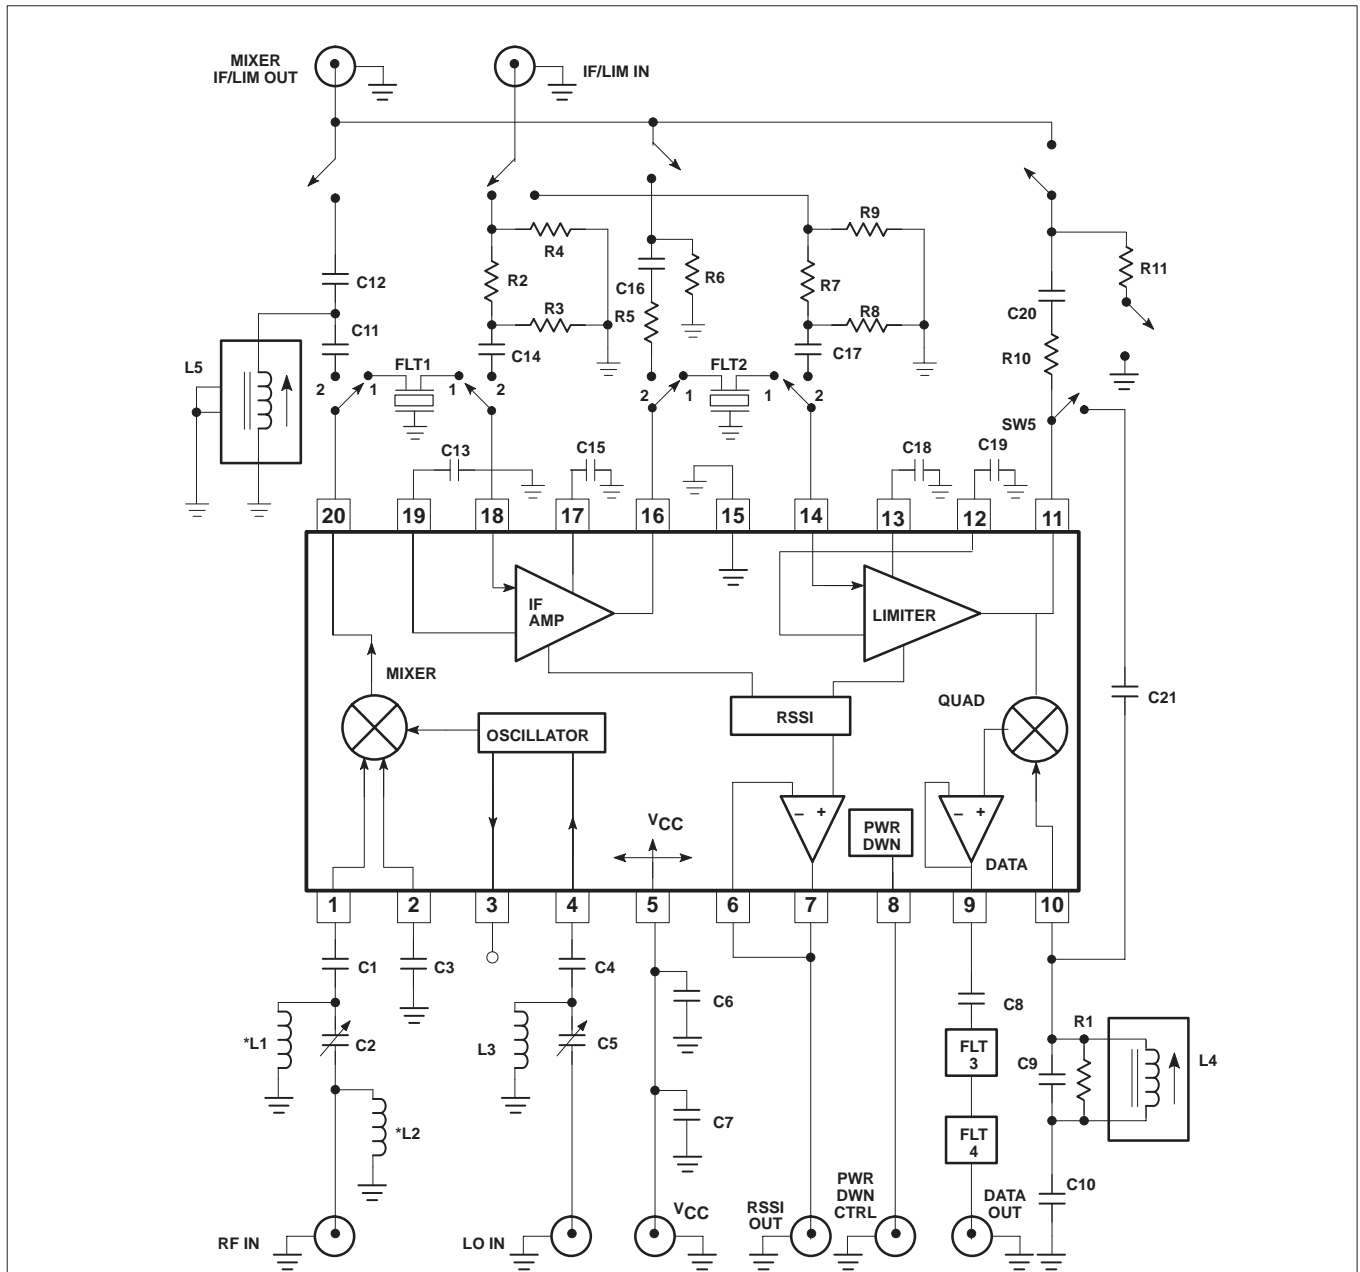 MIXER
IF/LIM OUT
IF/LIM IN
R9
R4
R11
C12
R2
C16
R6
R7
C20
R3
R5
R8
C11
C14
C17
R10
L5
FLT1
FLT2
2 1 1 2
2 1 1 2
SW5
C13
C15
C18
C19
20 19 18 17 16 15 14 13 12 11
IF
AMP
LIMITER
MIXER
QUAD
C21
RSSI
OSCILLATOR
VCC
– +
PWR
DWN
– +
DATA
1 2 3 4 5 6 7 8 9 10
C1
C3
C4
C6
C8
*L1
C2
L3
C5
FLT
3
R1
C9
L4
C7
*L2
FLT
4
C10
RF IN
LO IN
VCC
RSSI
OUT
PWR
DWN
CTRL
DATA
OUT